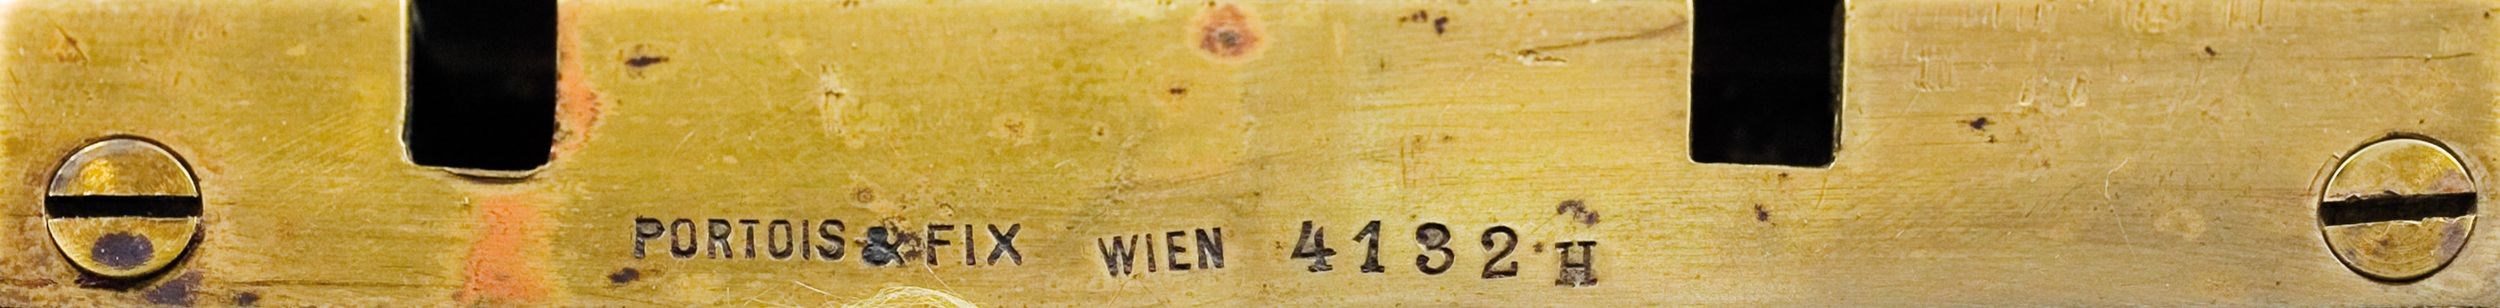 PORTOIS & FIX WIEN 4132·H